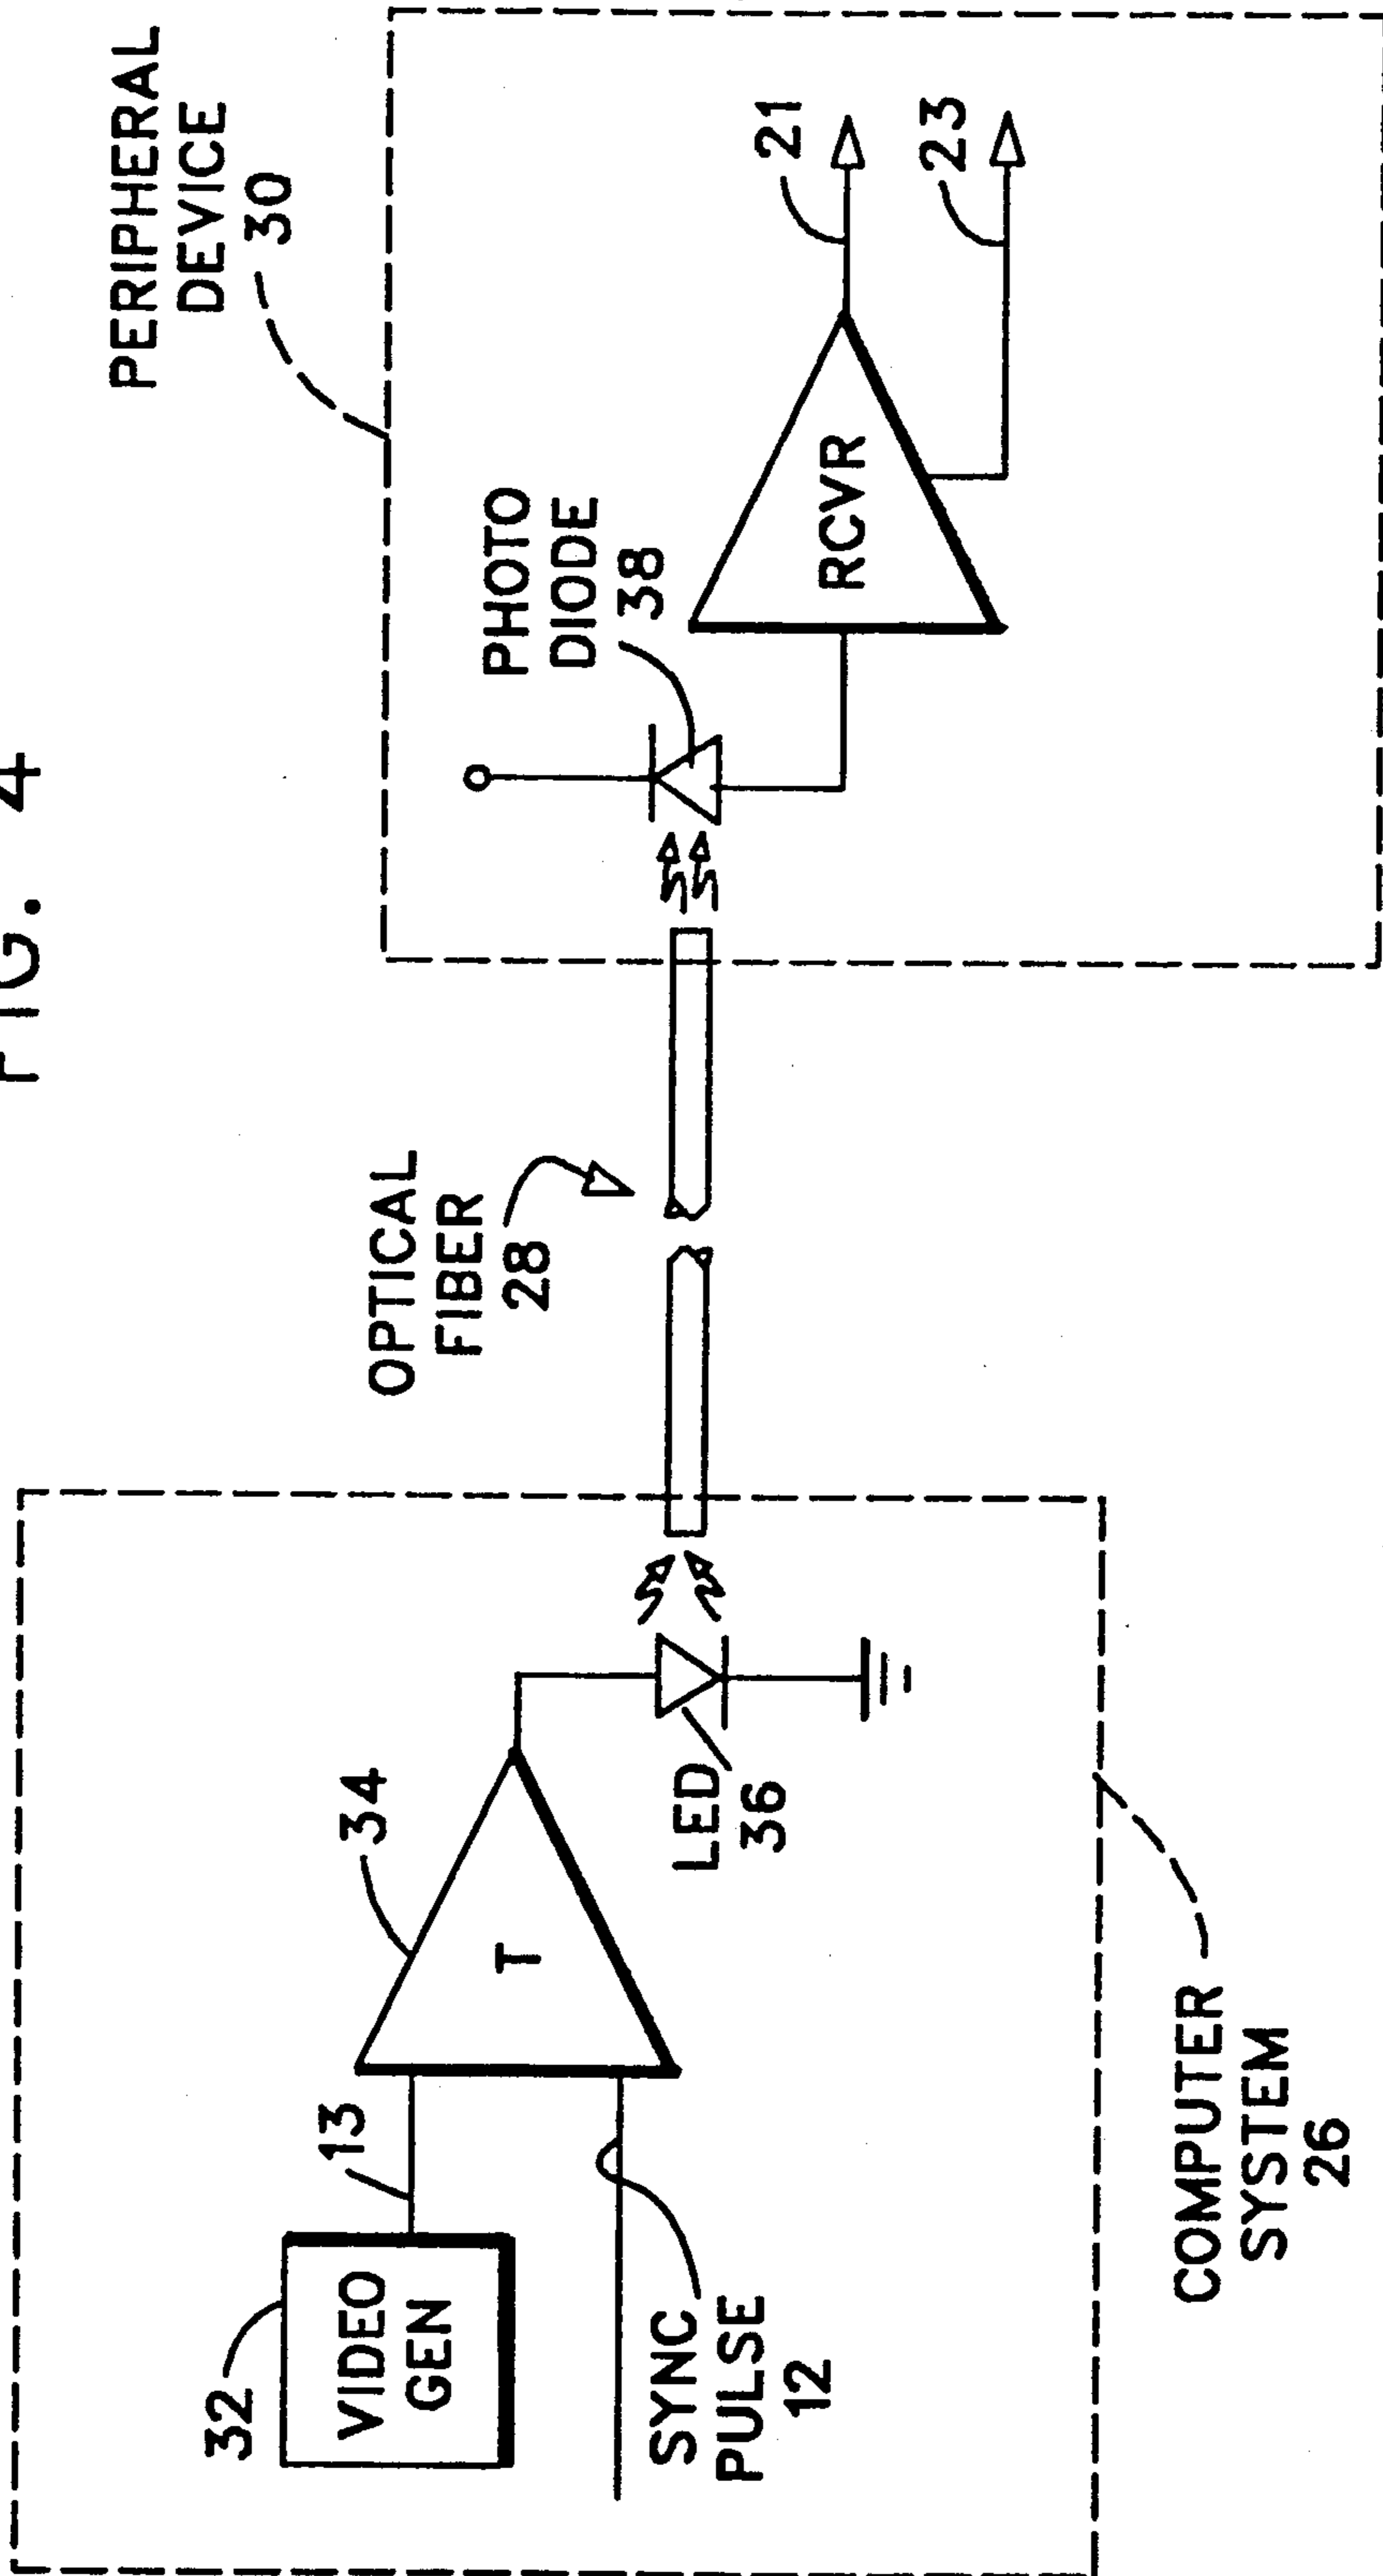 FIG. 4
PERIPHERAL
DEVICE
30
OPTICAL
FIBER
28
PHOTO
DIODE
38
RCVR
21
23
32
VIDEO
GEN
13
34
T
SYNC
PULSE
12
LED
36
COMPUTER
SYSTEM
26